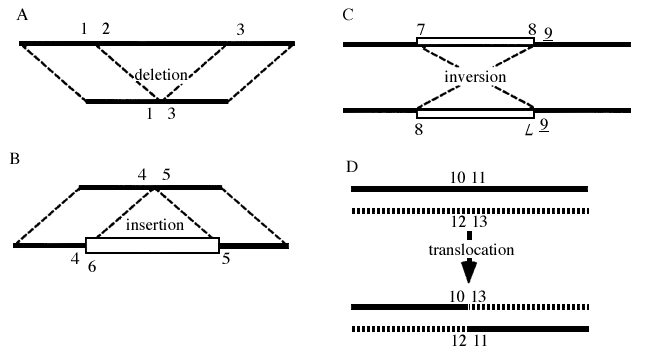 A
1 2 3
deletion
1 3
B
4 5
insertion
4 6 5
C
7 8 9
inversion
8 7 9
D
10 11
12 13
translocation
10 13
12 11